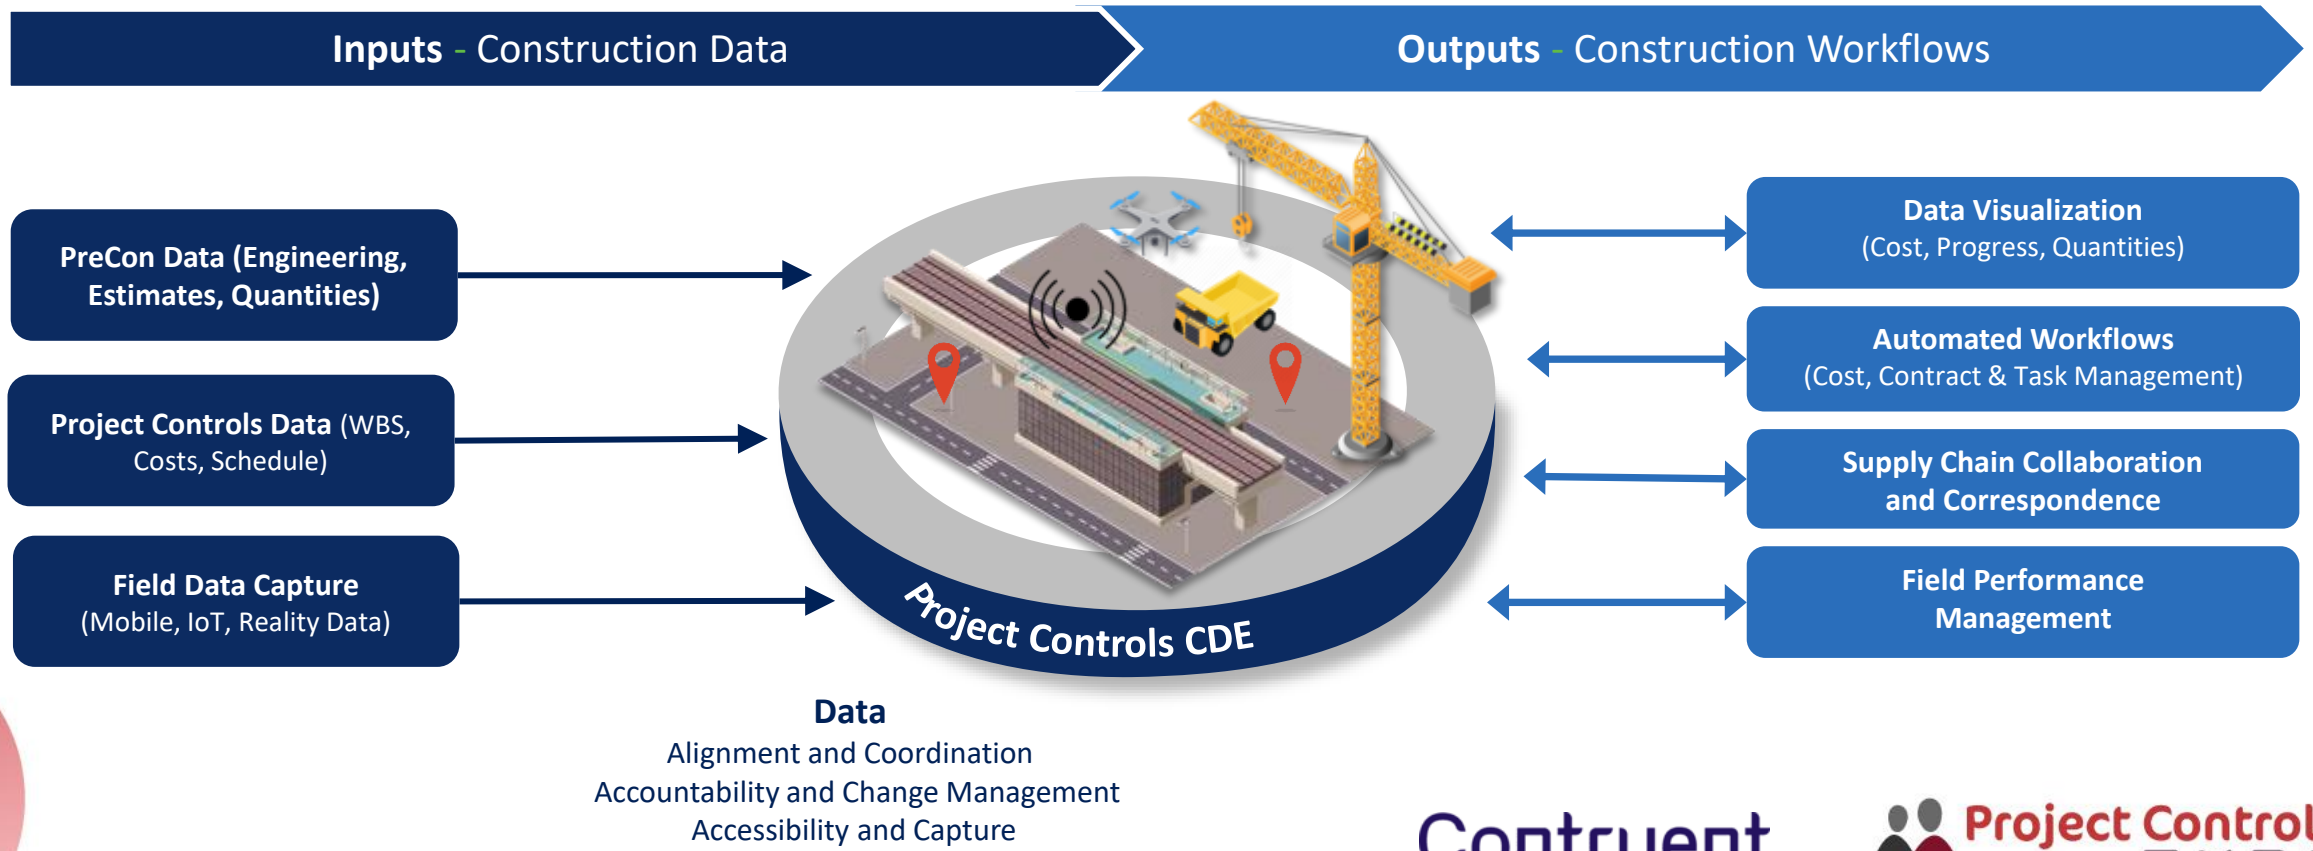 Inputs - Construction Data
Outputs - Construction Workflows
PreCon Data (Engineering,
Estimates, Quantities)
Project Controls Data (WBS,
Costs, Schedule)
Field Data Capture
(Mobile, IoT, Reality Data)
Project Controls CDE
Data Visualization
(Cost, Progress, Quantities)
Automated Workflows
(Cost, Contract & Task Management)
Supply Chain Collaboration
and Correspondence
Field Performance
Management
Data
Alignment and Coordination
Accountability and Change Management
Accessibility and Capture
Contruent
Project Control